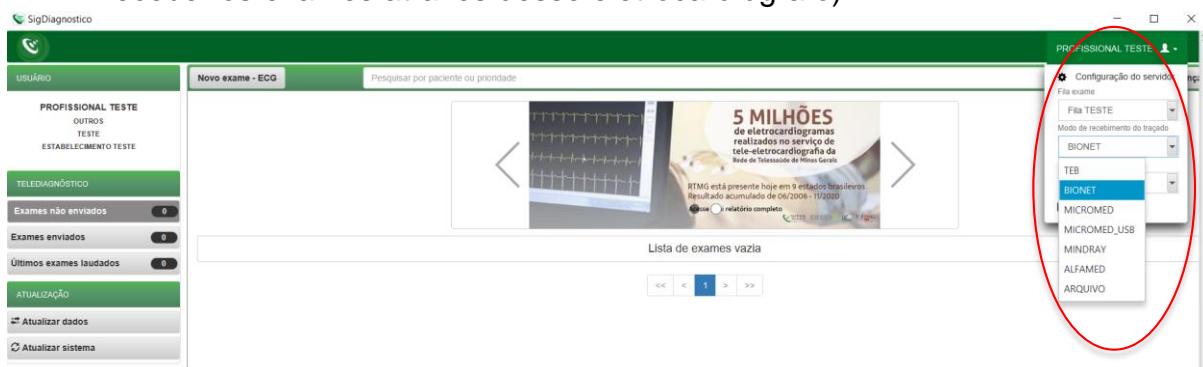 SigDiagnostico
PROFISSIONAL TESTE
USUÁRIO
PROFISSIONAL TESTE
OUTROS
TESTE
ESTABELECIMENTO TESTE
TELEDIAGNÓSTICO
Exames não enviados 0
Exames enviados 0
Últimos exames laudados 0
ATUALIZAÇÃO
Atualizar dados
Atualizar sistema
Novo exame - ECG
Pesquisar por paciente ou prioridade
5 MILHÕES
de eletrocardiogramas
realizados no serviço de
tele-eletrocardiografia da
Rede de Telessaúde de Minas Gerais
RTMG está presente hoje em 9 estados brasileiros
Resultado acumulado de 06/2006 - 11/2020
relatório completo
Lista de exames vazia
<< < 1 > >>
Configuração do servidor
Fila exame
Fila TESTE
Modo de recebimento do traçado
BIONET
TEB
BIONET
MICROMED
MICROMED_USB
MINDRAY
ALFAMED
ARQUIVO